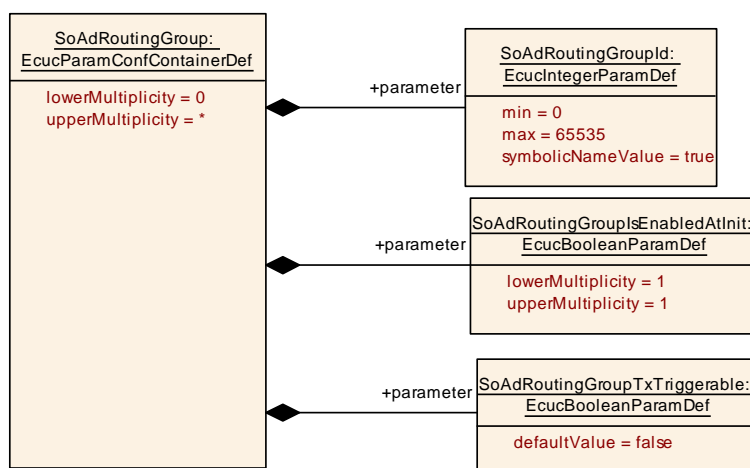 SoAdRoutingGroup:
EcucParamConfContainerDef
lowerMultiplicity = 0
upperMultiplicity = *
+parameter
SoAdRoutingGroupId:
EcucIntegerParamDef
min = 0
max = 65535
symbolicNameValue = true
+parameter
SoAdRoutingGroupIsEnabledAtInit:
EcucBooleanParamDef
lowerMultiplicity = 1
upperMultiplicity = 1
+parameter
SoAdRoutingGroupTxTriggerable:
EcucBooleanParamDef
defaultValue = false